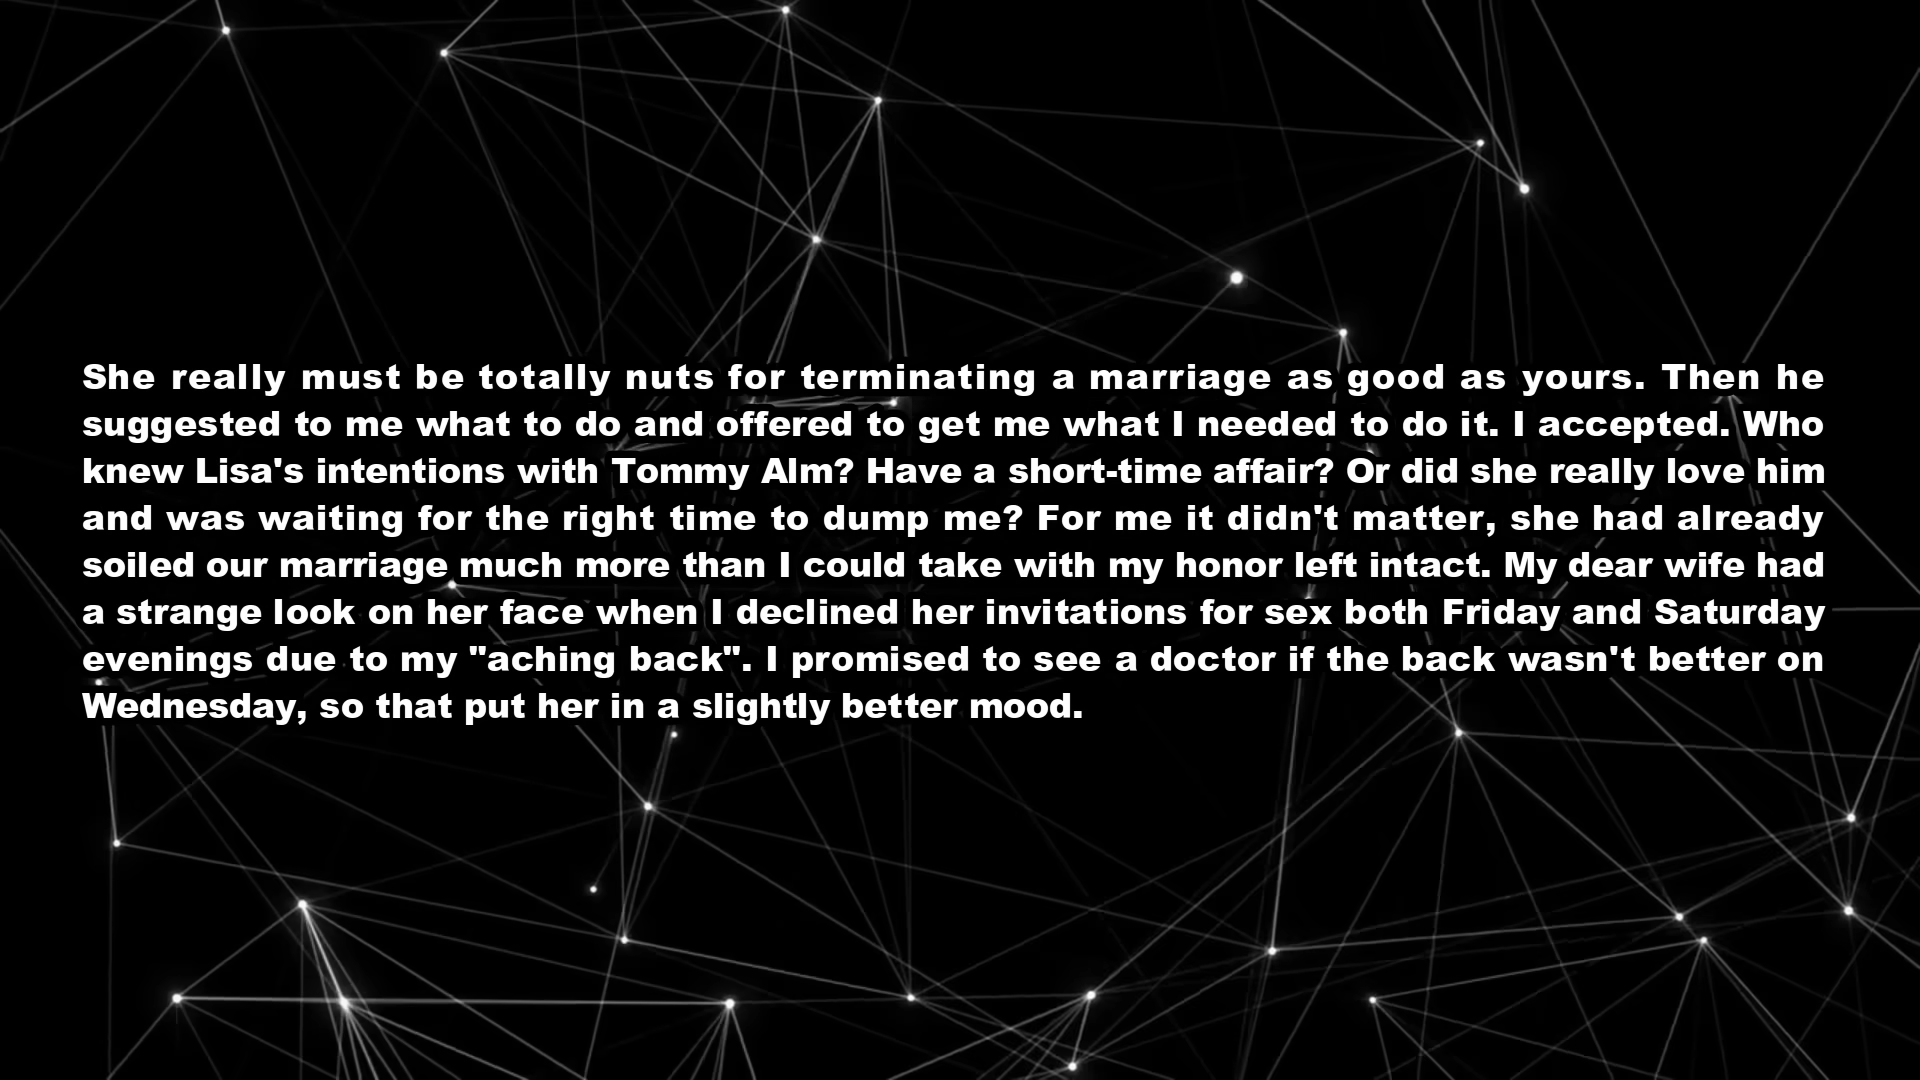 She really must be totally nuts for terminating a marriage as good as yours. Then he
suggested to me what to do and offered to get me what I needed to do it. I accepted. Who
knew Lisa's intentions with Tommy Alm? Have a short-time affair? Or did she really love him
and was waiting for the right time to dump me? For me it didn't matter, she had already
soiled our marriage much more than I could take with my honor left intact. My dear wife had
a strange look on her face when I declined her invitations for sex both Friday and Saturday
evenings due to my "aching back". I promised to see a doctor if the back wasn't better on
Wednesday, so that put her in a slightly better mood.